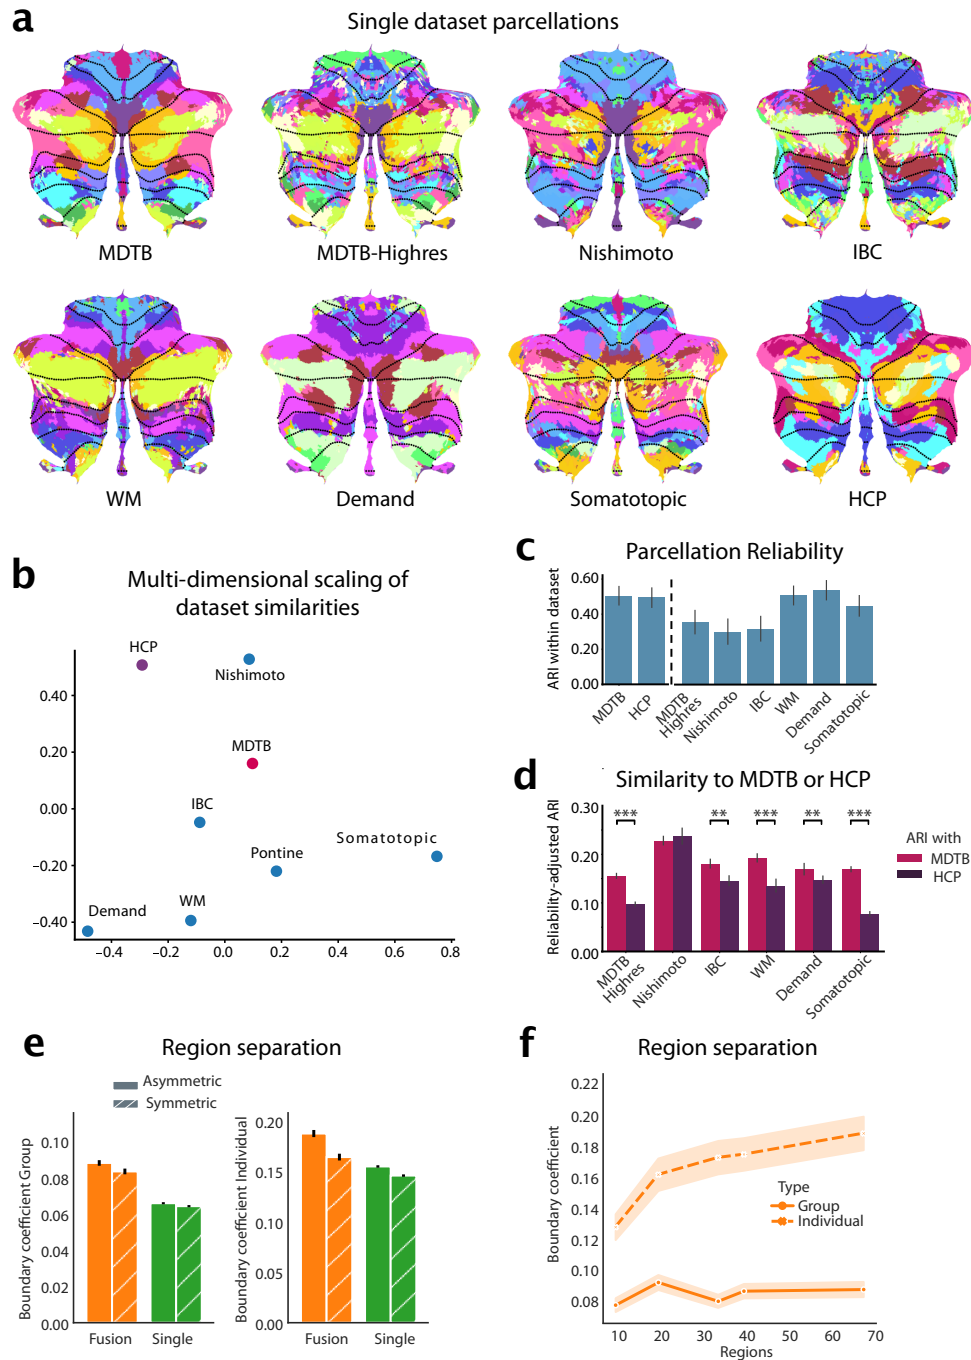 a
Single dataset parcellations
MDTB
MDTB-Highres
Nishimoto
IBC
WM
Demand
Somatotopic
HCP
b
Multi-dimensional scaling of
dataset similarities
HCP
Nishimoto
MDTB
IBC
Somatotopic
Pontine
WM
Demand
0.40
0.20
0.00
−0.20
−0.40
−0.4
−0.2
0.0
0.2
0.4
0.6
0.8
c
Parcellation Reliability
ARI within dataset
0.60
0.40
0.20
0.00
MDTB
HCP
MDTB
Highres
Nishimoto
IBC
WM
Demand
Somatotopic
d
Similarity to MDTB or HCP
Reliability-adjusted ARI
0.30
0.20
0.10
0.00
***
**
***
**
***
ARI with
MDTB
HCP
MDTB
Highres
Nishimoto
IBC
WM
Demand
Somatotopic
e
Region separation
Asymmetric
Symmetric
Boundary coefficient Group
0.10
0.08
0.06
0.04
0.02
0.00
Fusion
Single
Boundary coefficient Individual
0.20
0.15
0.10
0.05
0.00
Fusion
Single
f
Region separation
Boundary coefficient
0.22
0.20
0.18
0.16
0.14
0.12
0.10
0.08
Type
Group
Individual
10
20
30
40
50
60
70
Regions